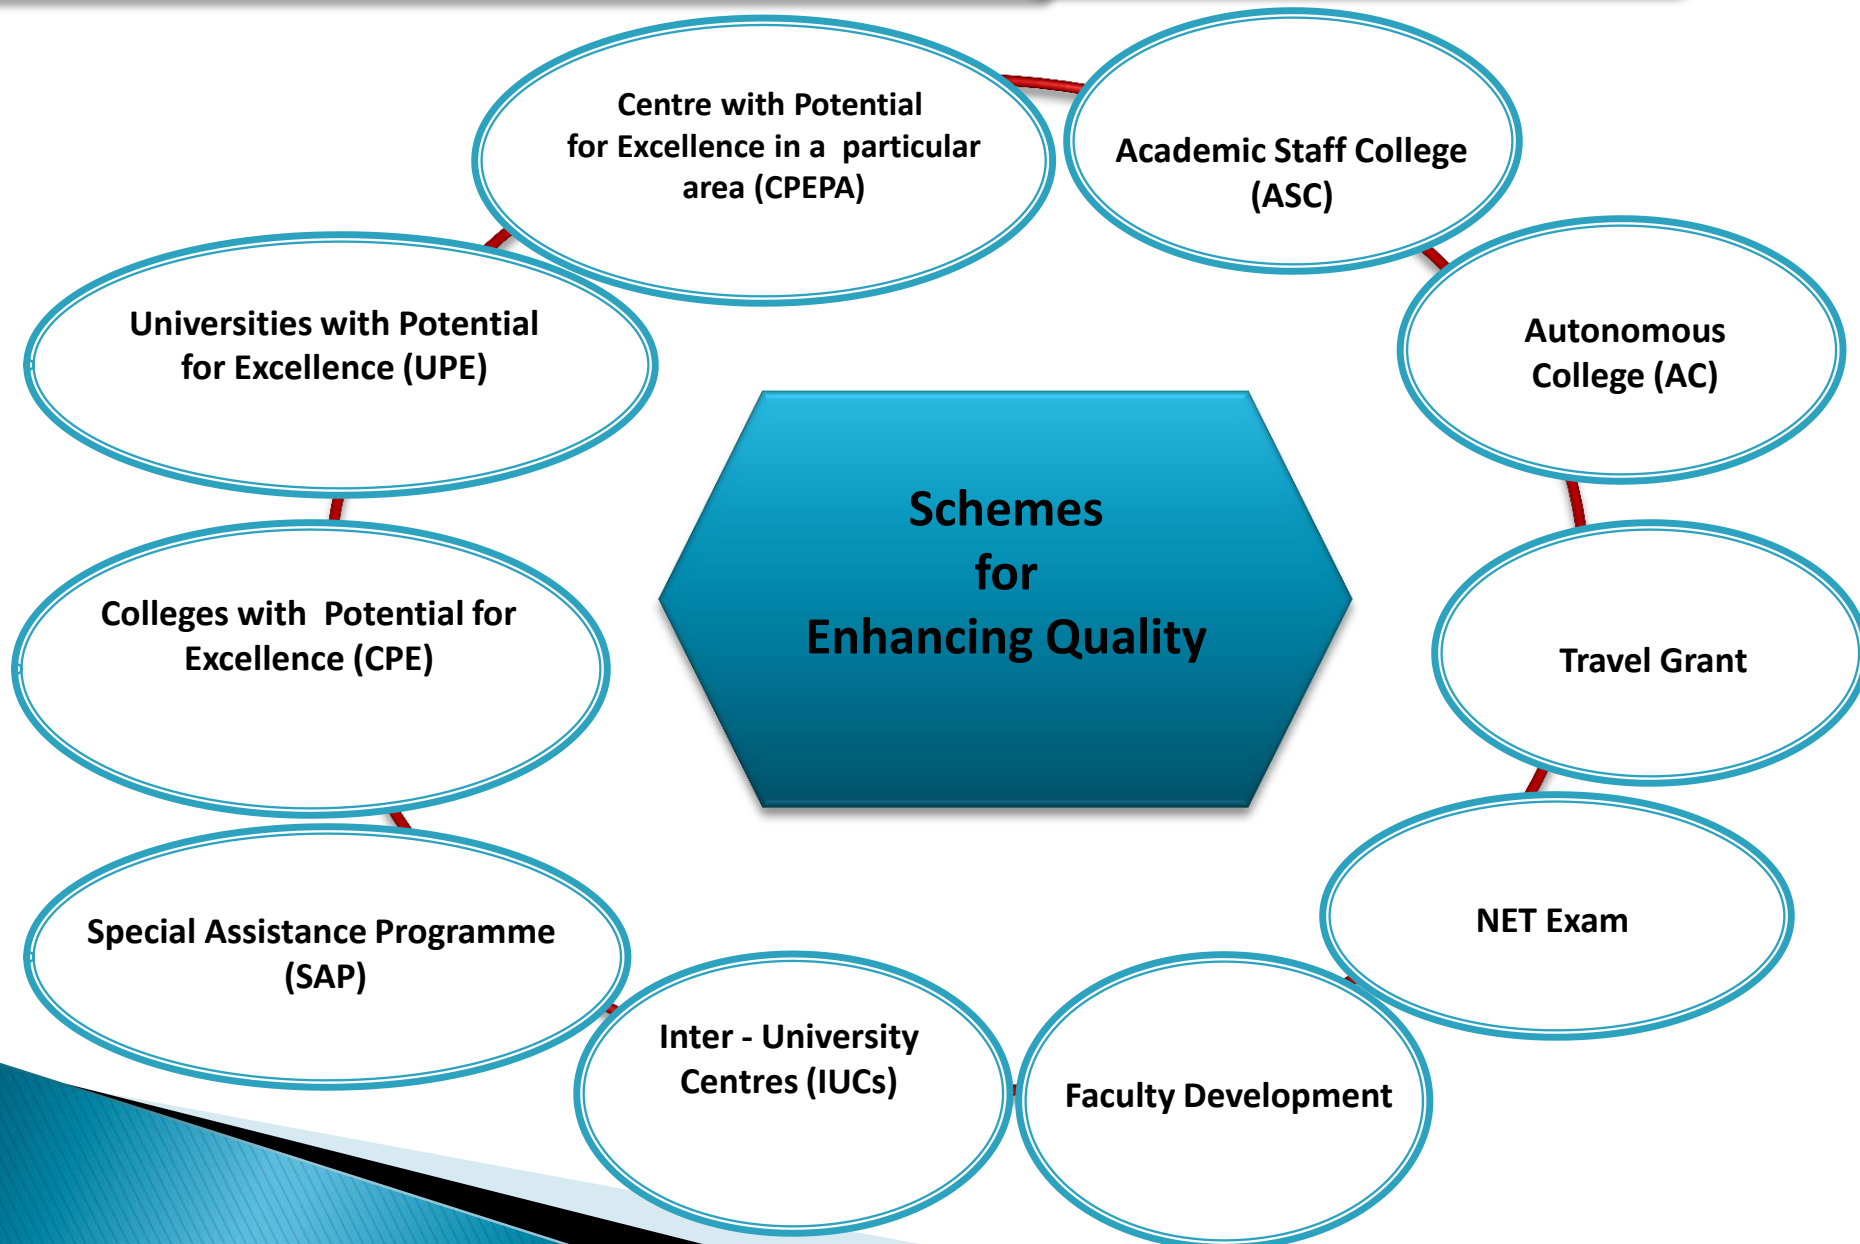 Centre with Potential
for Excellence in a particular
area (CPEPA)
Academic Staff College
(ASC)
Universities with Potential
for Excellence (UPE)
Autonomous
College (AC)
Schemes
for
Enhancing Quality
Colleges with Potential for
Excellence (CPE)
Travel Grant
Special Assistance Programme
(SAP)
NET Exam
Inter - University
Centres (IUCs)
Faculty Development